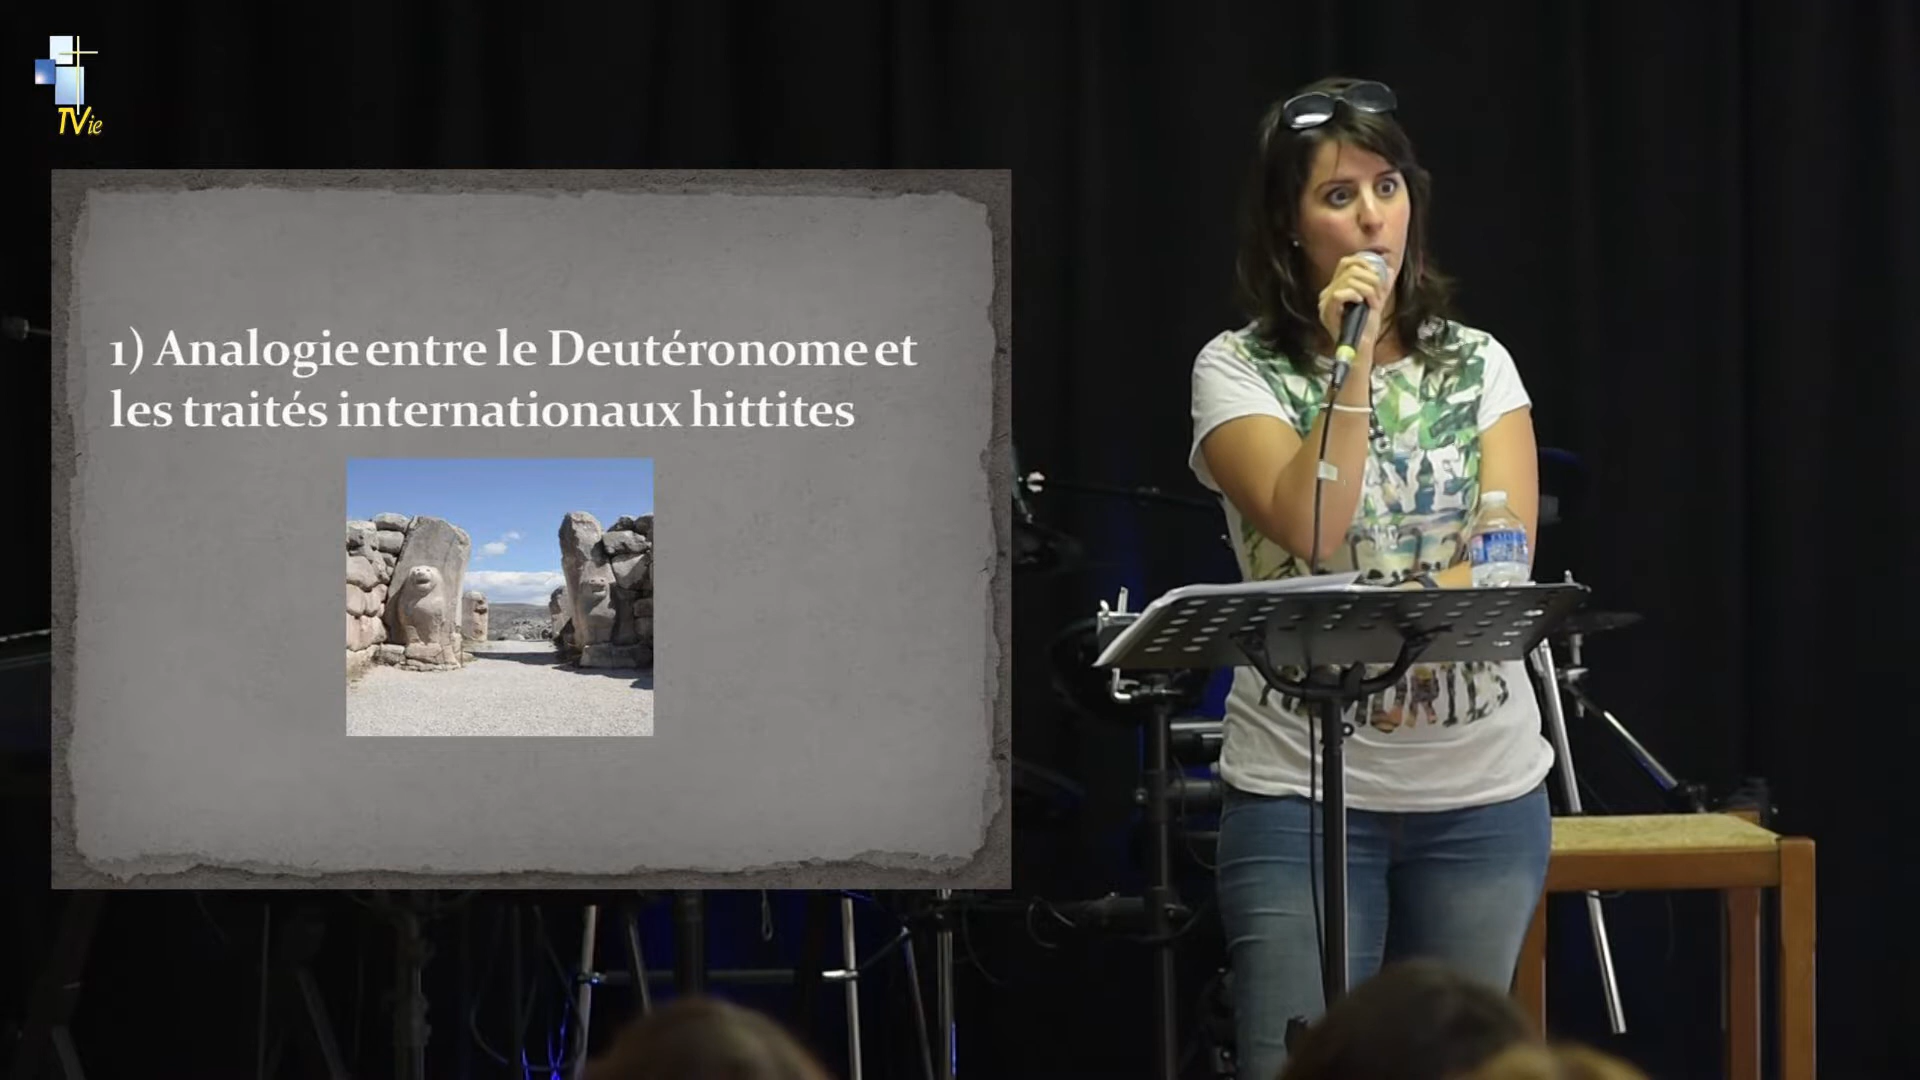 TVie
1) Analogie entre le Deutéronome et
les traités internationaux hittites